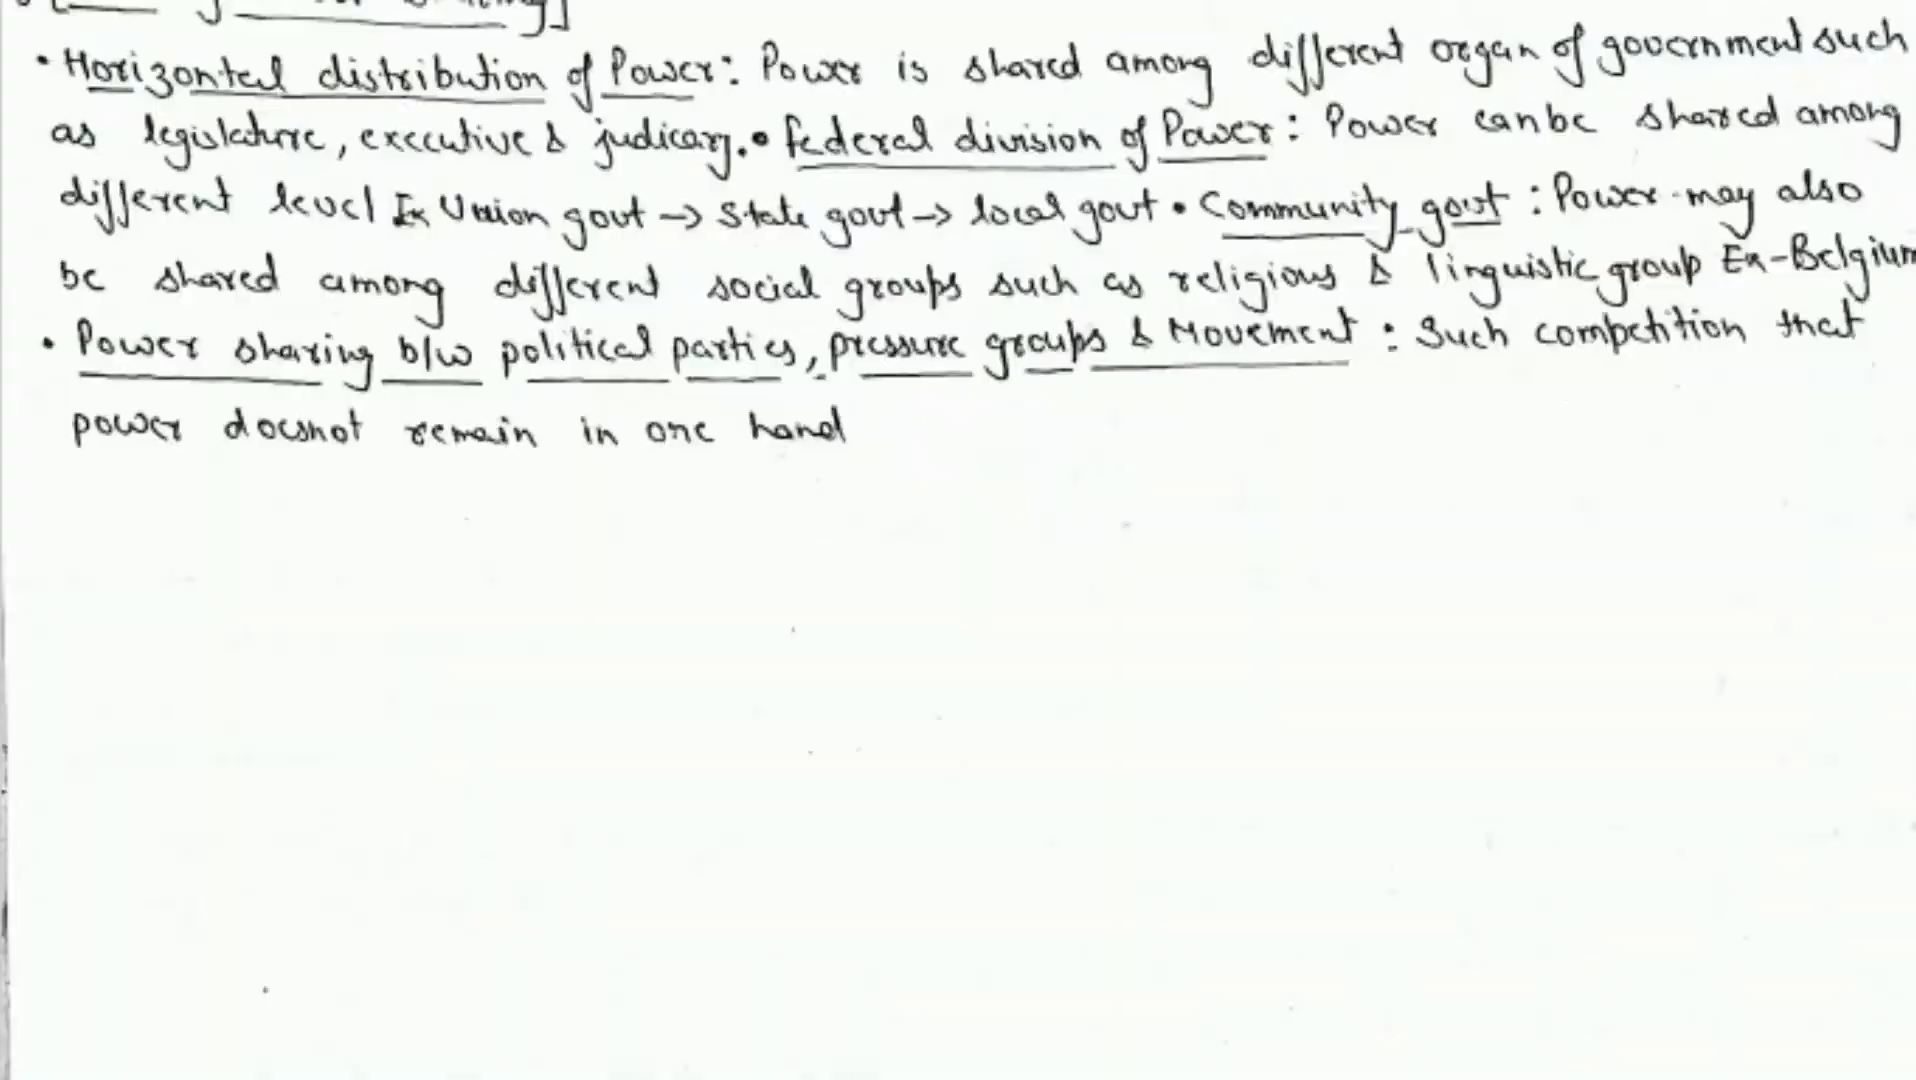 • Horizontal distribution of Power: Power is shared among different organ of government such
as legislature, executive & judicary. • federal division of Power: Power can be shared among
different level Ex Union govt → State govt → local govt • Community govt : Power may also
be shared among different social groups such as religious & linguistic group Ex-Belgium
• Power sharing b/w political parties, pressure groups & Movement : Such competition that
power doesnot remain in one hand